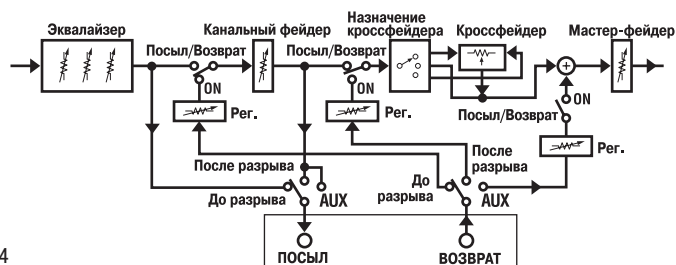 Эквалайзер
Канальный фейдер
Назначение
кроссфейдера
Кроссфейдер
Мастер-фейдер
Посыл/Возврат
Посыл/Возврат
ON
ON
ON
Посыл/Возврат
Рег.
Рег.
Рег.
После разрыва
До разрыва
AUX
До
разрыва
После
разрыва
AUX
ПОСЫЛ
ВОЗВРАТ
4